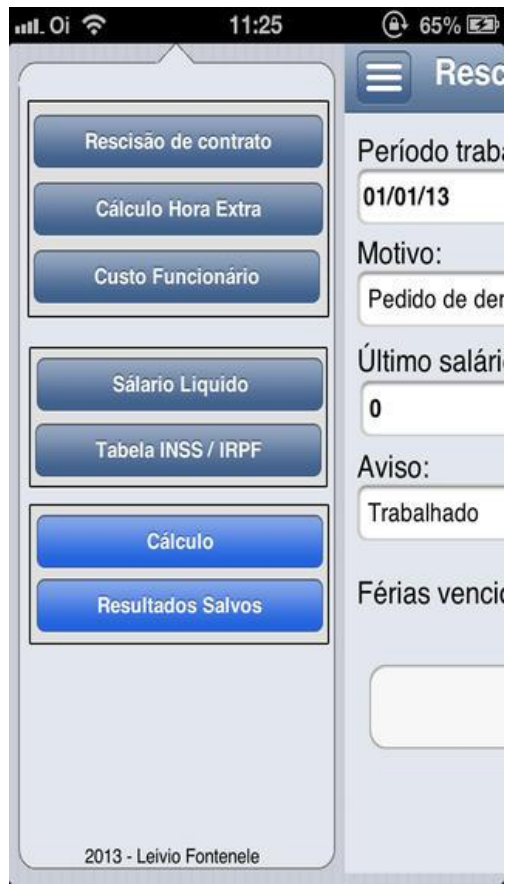 Oi 11:25 65%
Resc
Rescisão de contrato
Cálculo Hora Extra
Custo Funcionário
Sálario Liquido
Tabela INSS / IRPF
Cálculo
Resultados Salvos
2013 - Leivio Fontenele
Período traba
01/01/13
Motivo:
Pedido de der
Último salári
0
Aviso:
Trabalhado
Férias vencid